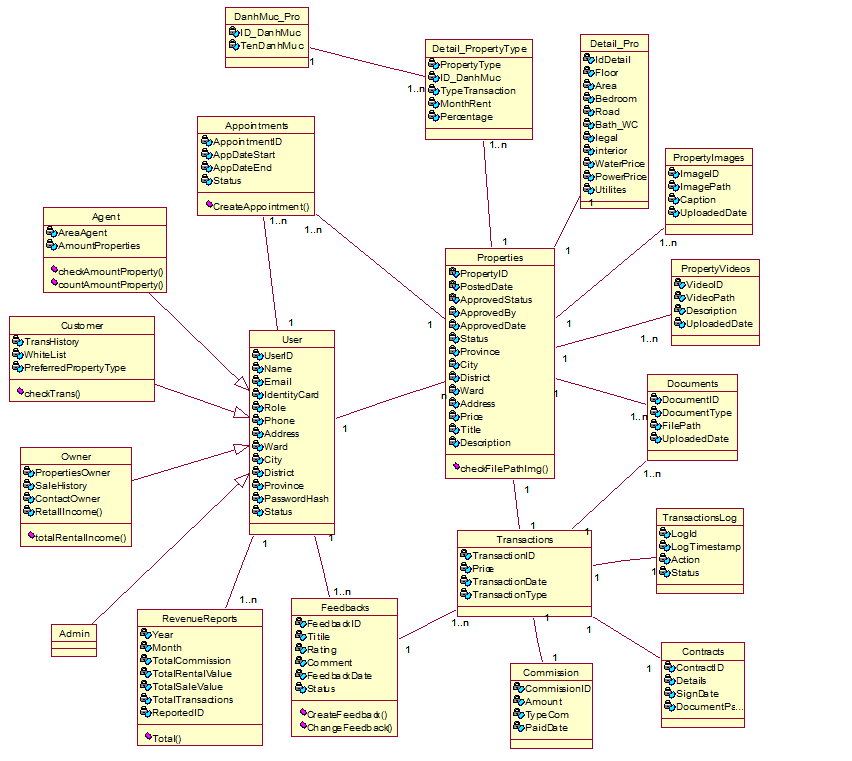 DanhMuc_Pro
ID_DanhMuc
TenDanhMuc
1
Detail_PropertyType
PropertyType
ID_DanhMuc
TypeTransaction
MonthRent
Percentage
1..n
1..n
Detail_Pro
IdDetail
Floor
Area
Bedroom
Road
Bath_WC
legal
interior
WaterPrice
PowerPrice
Utilites
1
Appointments
AppointmentID
AppDateStart
AppDateEnd
Status
CreateAppointment()
1..n
1..n
PropertyImages
ImageID
ImagePath
Caption
UploadedDate
1..n
Agent
AreaAgent
AmountProperties
checkAmountProperty()
countAmountProperty()
Properties
PropertyID
PostedDate
ApprovedStatus
ApprovedBy
ApprovedDate
Status
Province
City
District
Ward
Address
Price
Title
Description
checkFilePathImg()
1
1
1
1
1
1
n
1
PropertyVideos
VideoID
VideoPath
Description
UploadedDate
1..n
Customer
TransHistory
WhiteList
PreferredPropertyType
checkTrans()
User
UserID
Name
Email
IdentityCard
Role
Phone
Address
Ward
City
District
Province
PasswordHash
Status
1
1
1
1
Documents
DocumentID
DocumentType
FilePath
UploadedDate
1..n
1..n
Owner
PropertiesOwner
SaleHistory
ContactOwner
RetallIncome()
totalRentalIncome()
Transactions
TransactionID
Price
TransactionDate
TransactionType
1
1
1
1
1
1..n
TransactionsLog
LogId
LogTimestamp
Action
Status
1
Admin
RevenueReports
Year
Month
TotalCommission
TotalRentalValue
TotalSaleValue
TotalTransactions
ReportedID
Total()
1..n
Feedbacks
FeedbackID
Titile
Rating
Comment
FeedbackDate
Status
CreateFeedback()
ChangeFeedback()
1..n
1
Commission
CommissionID
Amount
TypeCom
PaidDate
1
Contracts
ContractID
Details
SignDate
DocumentPa...
1